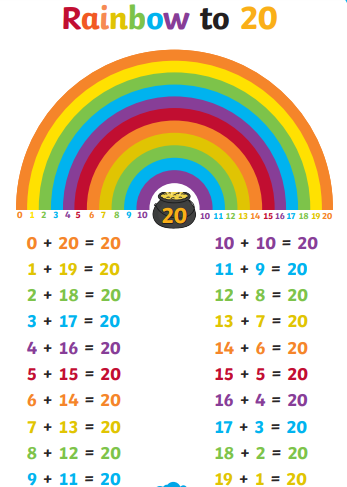 Rainbow to 20
0 1 2 3 4 5 6 7 8 9 10 20 10 11 12 13 14 15 16 17 18 19 20
0 + 20 = 20
1 + 19 = 20
2 + 18 = 20
3 + 17 = 20
4 + 16 = 20
5 + 15 = 20
6 + 14 = 20
7 + 13 = 20
8 + 12 = 20
9 + 11 = 20
10 + 10 = 20
11 + 9 = 20
12 + 8 = 20
13 + 7 = 20
14 + 6 = 20
15 + 5 = 20
16 + 4 = 20
17 + 3 = 20
18 + 2 = 20
19 + 1 = 20